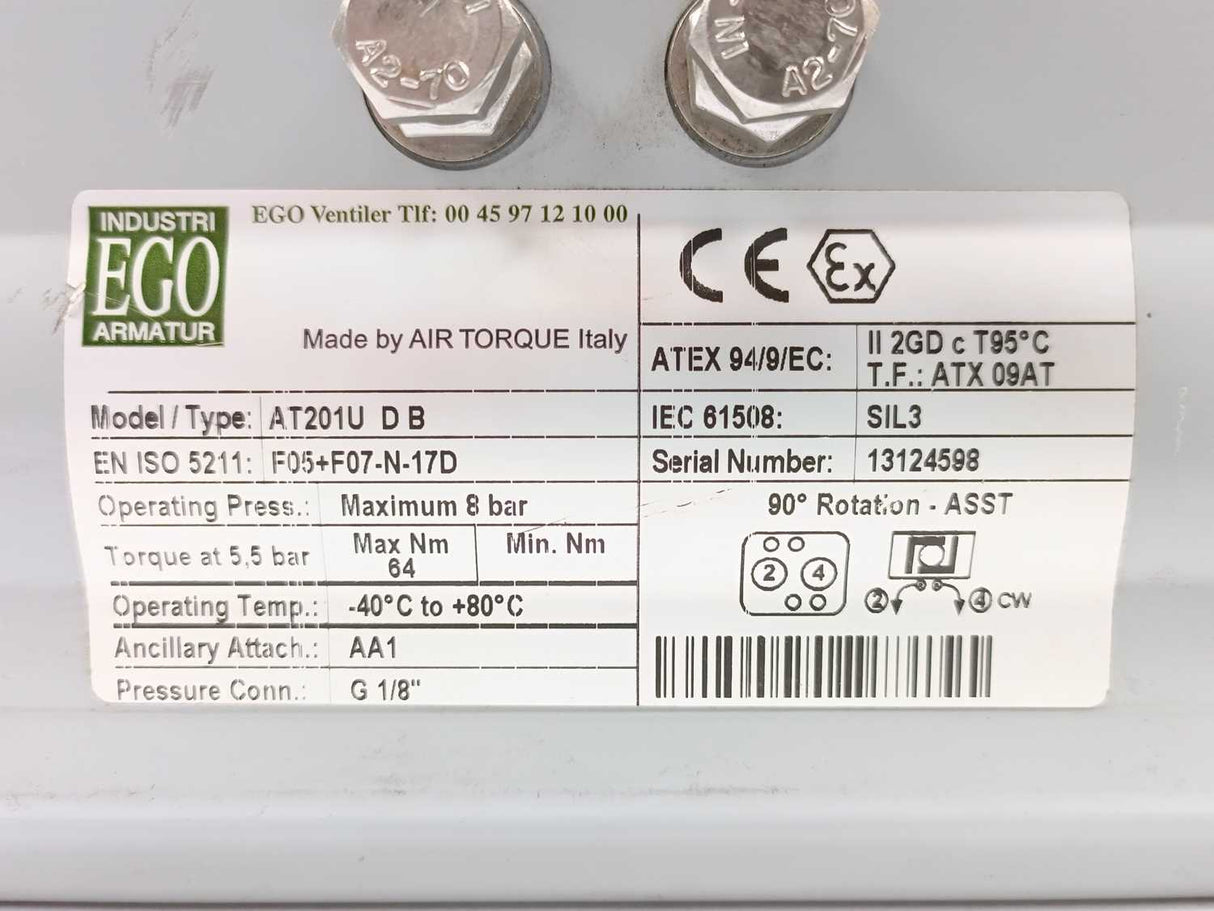 A2-70
A2-70
INDUSTRI
EGO
ARMATUR
EGO Ventiler Tlf: 00 45 97 12 10 00
Made by AIR TORQUE Italy
CE Ex
ATEX 94/9/EC: II 2GD c T95°C
T.F.: ATX 09AT
Model / Type: AT201U D B
IEC 61508: SIL3
EN ISO 5211: F05+F07-N-17D
Serial Number: 13124598
Operating Press.: Maximum 8 bar
90° Rotation - ASST
Torque at 5,5 bar Max Nm Min. Nm
64
2 4
2 4 CW
Operating Temp.: -40°C to +80°C
Ancillary Attach.: AA1
Pressure Conn.: G 1/8"